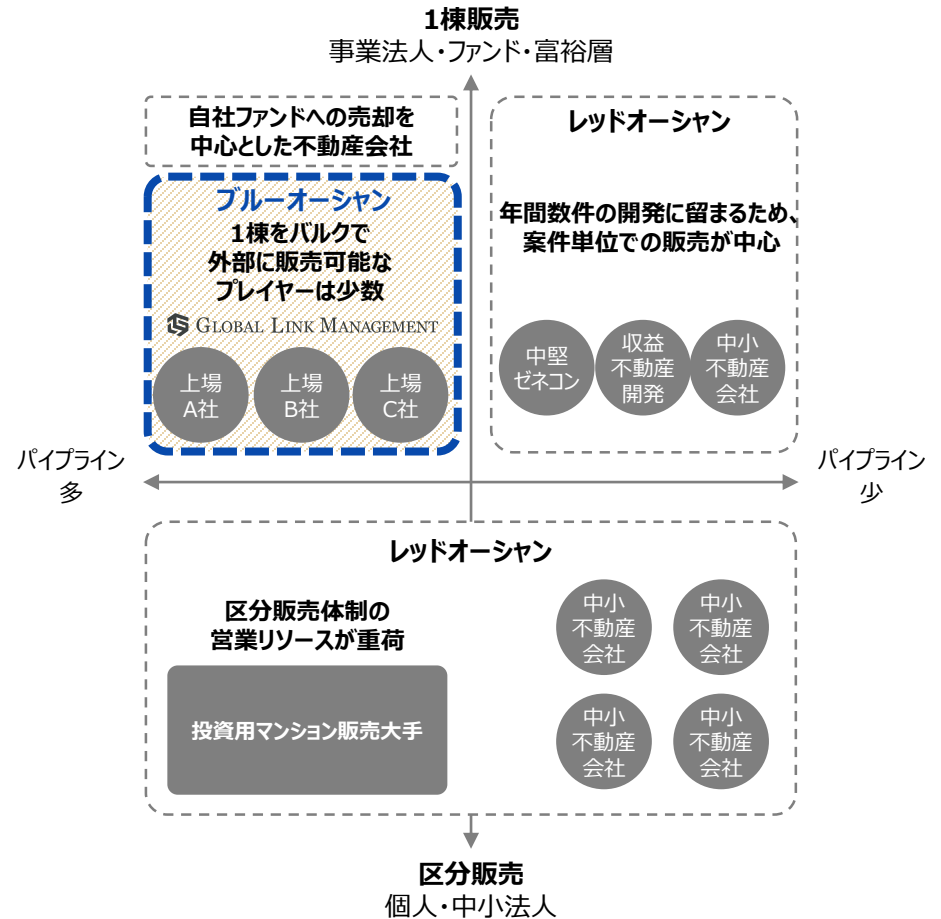 1棟販売
事業法人・ファンド・富裕層
自社ファンドへの売却を
中心とした不動産会社
ブルーオーシャン
1棟をバルクで
外部に販売可能な
プレイヤーは少数
GLOBAL LINK MANAGEMENT
上場
A社
上場
B社
上場
C社
レッドオーシャン
年間数件の開発に留まるため、
案件単位での販売が中心
中堅
ゼネコン
収益
不動産
開発
中小
不動産
会社
パイプライン
多
パイプライン
少
レッドオーシャン
区分販売体制の
営業リソースが重荷
投資用マンション販売大手
中小
不動産
会社
中小
不動産
会社
中小
不動産
会社
中小
不動産
会社
区分販売
個人・中小法人